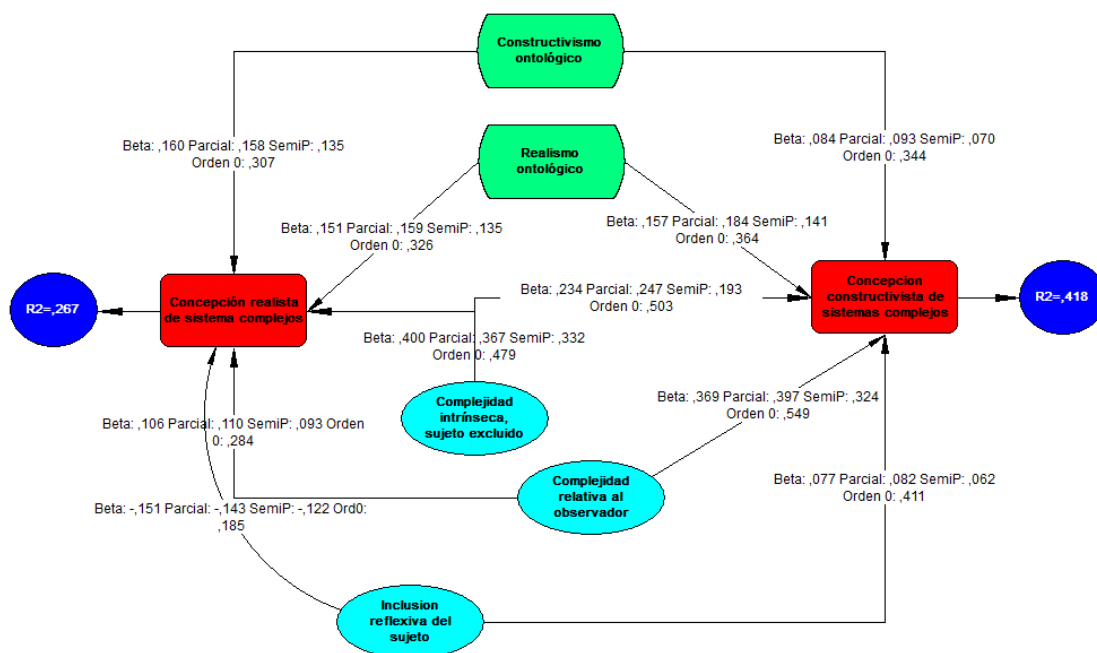 Constructivismo
ontológico
Beta: ,160 Parcial: ,158 SemiP: ,135
Orden 0: ,307
Beta: ,084 Parcial: ,093 SemiP: ,070
Orden 0: ,344
Realismo
ontológico
Beta: ,151 Parcial: ,159 SemiP: ,135
Orden 0: ,326
Beta: ,157 Parcial: ,184 SemiP: ,141
Orden 0: ,364
R2=,267
Concepción realista
de sistema complejos
Beta: ,234 Parcial: ,247 SemiP: ,193
Orden 0: ,503
Concepcion
constructivista de
sistemas complejos
R2=,418
Beta: ,400 Parcial: ,367 SemiP: ,332
Orden 0: ,479
Complejidad
intrínseca,
sujeto excluido
Beta: ,369 Parcial: ,397 SemiP: ,324
Orden 0: ,549
Beta: ,106 Parcial: ,110 SemiP: ,093 Orden
0: ,284
Complejidad
relativa al
observador
Beta: ,077 Parcial: ,082 SemiP: ,062
Orden 0: ,411
Beta: -,151 Parcial: -,143 SemiP: -,122 Ord0:
,185
Inclusion
reflexiva del
sujeto